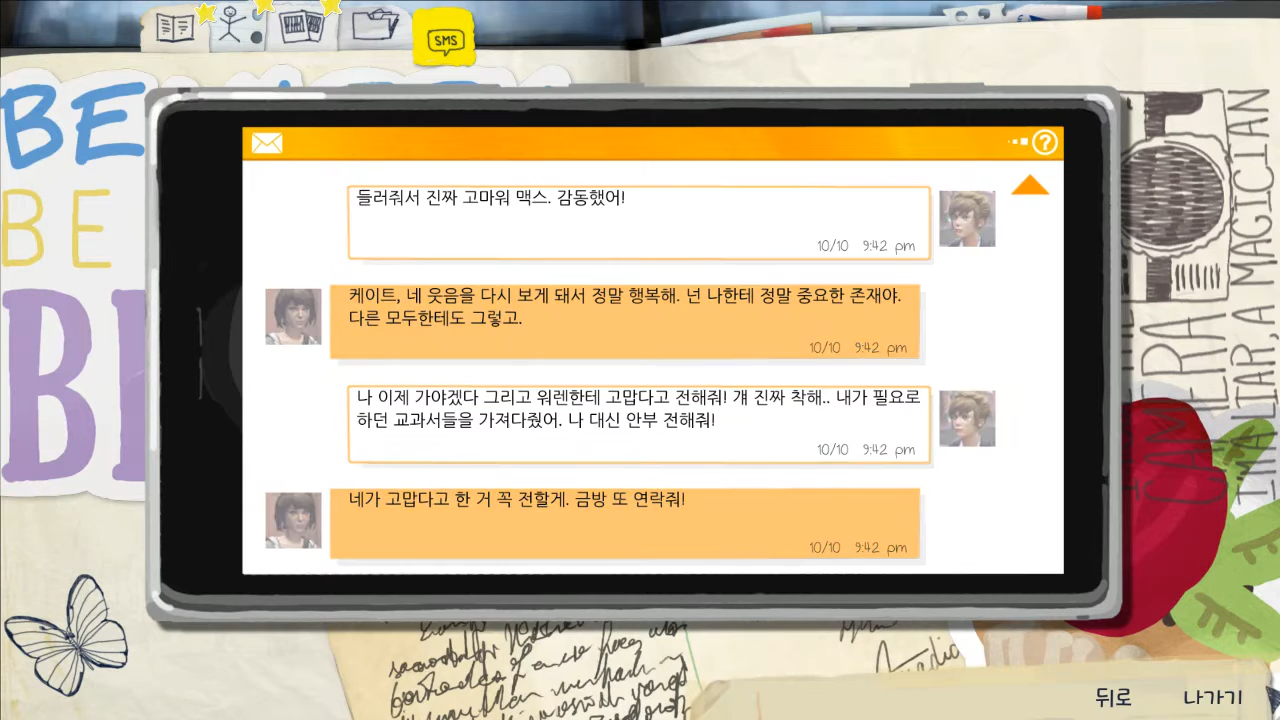 SMS
BE
BE
B
들러줘서 진짜 고마워 맥스. 감동했어!
10/10 9:42 pm
케이트, 네 웃음을 다시 보게 돼서 정말 행복해. 넌 나한테 정말 중요한 존재야.
다른 모두한테도 그렇고.
10/10 9:42 pm
나 이제 가야겠다 그리고 워렌한테 고맙다고 전해줘! 걔 진짜 착해.. 내가 필요로
하던 교과서들을 가져다줬어. 나 대신 안부 전해줘!
10/10 9:42 pm
네가 고맙다고 한 거 꼭 전할게. 금방 또 연락줘!
10/10 9:42 pm
CAMERA
LIAR, A MAGICIAN
뒤로 나가기